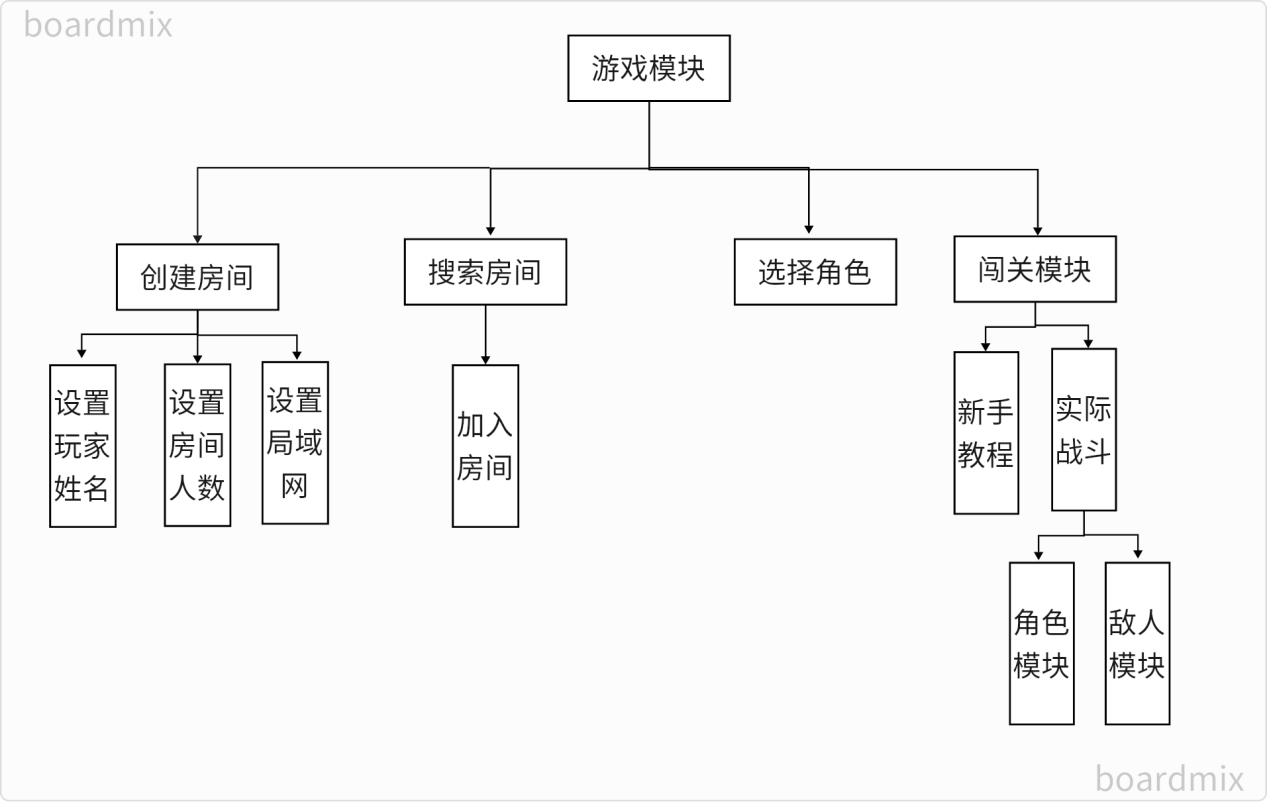 boardmix
游戏模块
创建房间
搜索房间
选择角色
闯关模块
设置
玩家
姓名
设置
房间
人数
设置
局域
网
加入
房间
新手
教程
实际
战斗
角色
模块
敌人
模块
boardmix